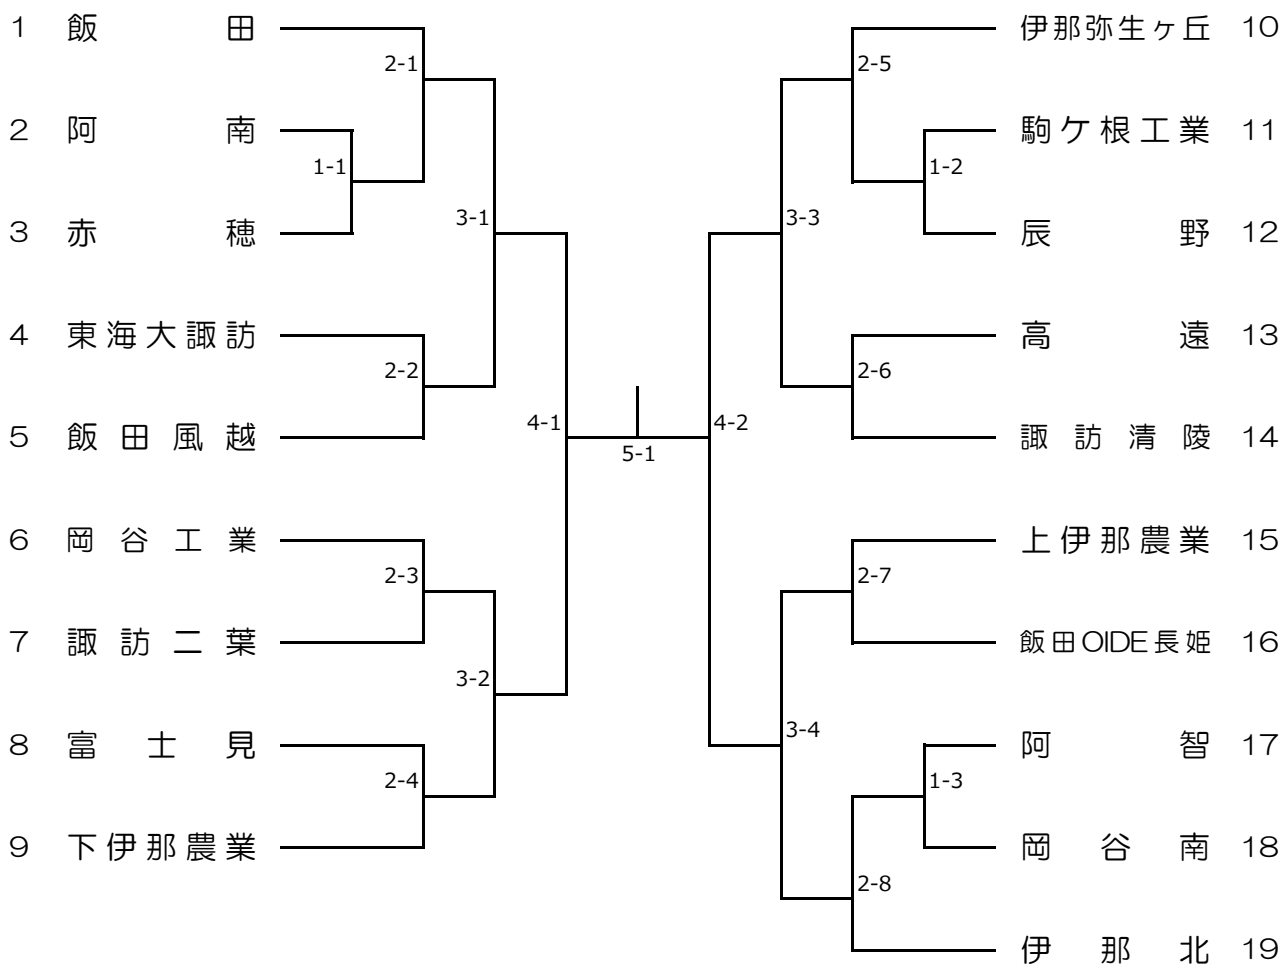 1 飯田
2-1
2 阿南
1-1
3 赤穂
3-1
4 東海大諏訪
2-2
5 飯田風越
4-1
6 岡谷工業
2-3
7 諏訪二葉
3-2
8 富士見
2-4
9 下伊那農業
5-1
伊那弥生ヶ丘 10
2-5
駒ケ根工業 11
1-2
辰野 12
3-3
高遠 13
2-6
諏訪清陵 14
4-2
上伊那農業 15
2-7
飯田OIDE長姫 16
3-4
阿智 17
1-3
岡谷南 18
2-8
伊那北 19